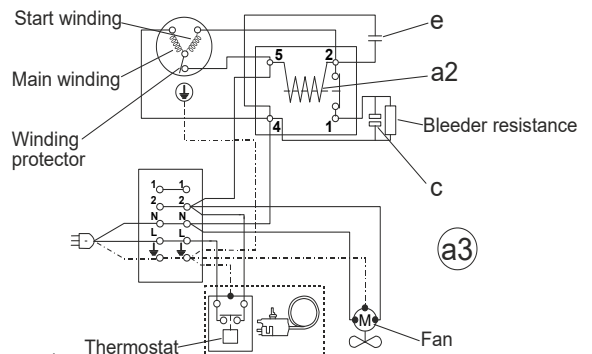 Start winding
e
5
2
a2
Main winding
Bleeder resistance
4
1
Winding
protector
c
1
1
2
2
N
N
L
L
a3
M
Fan
Thermostat